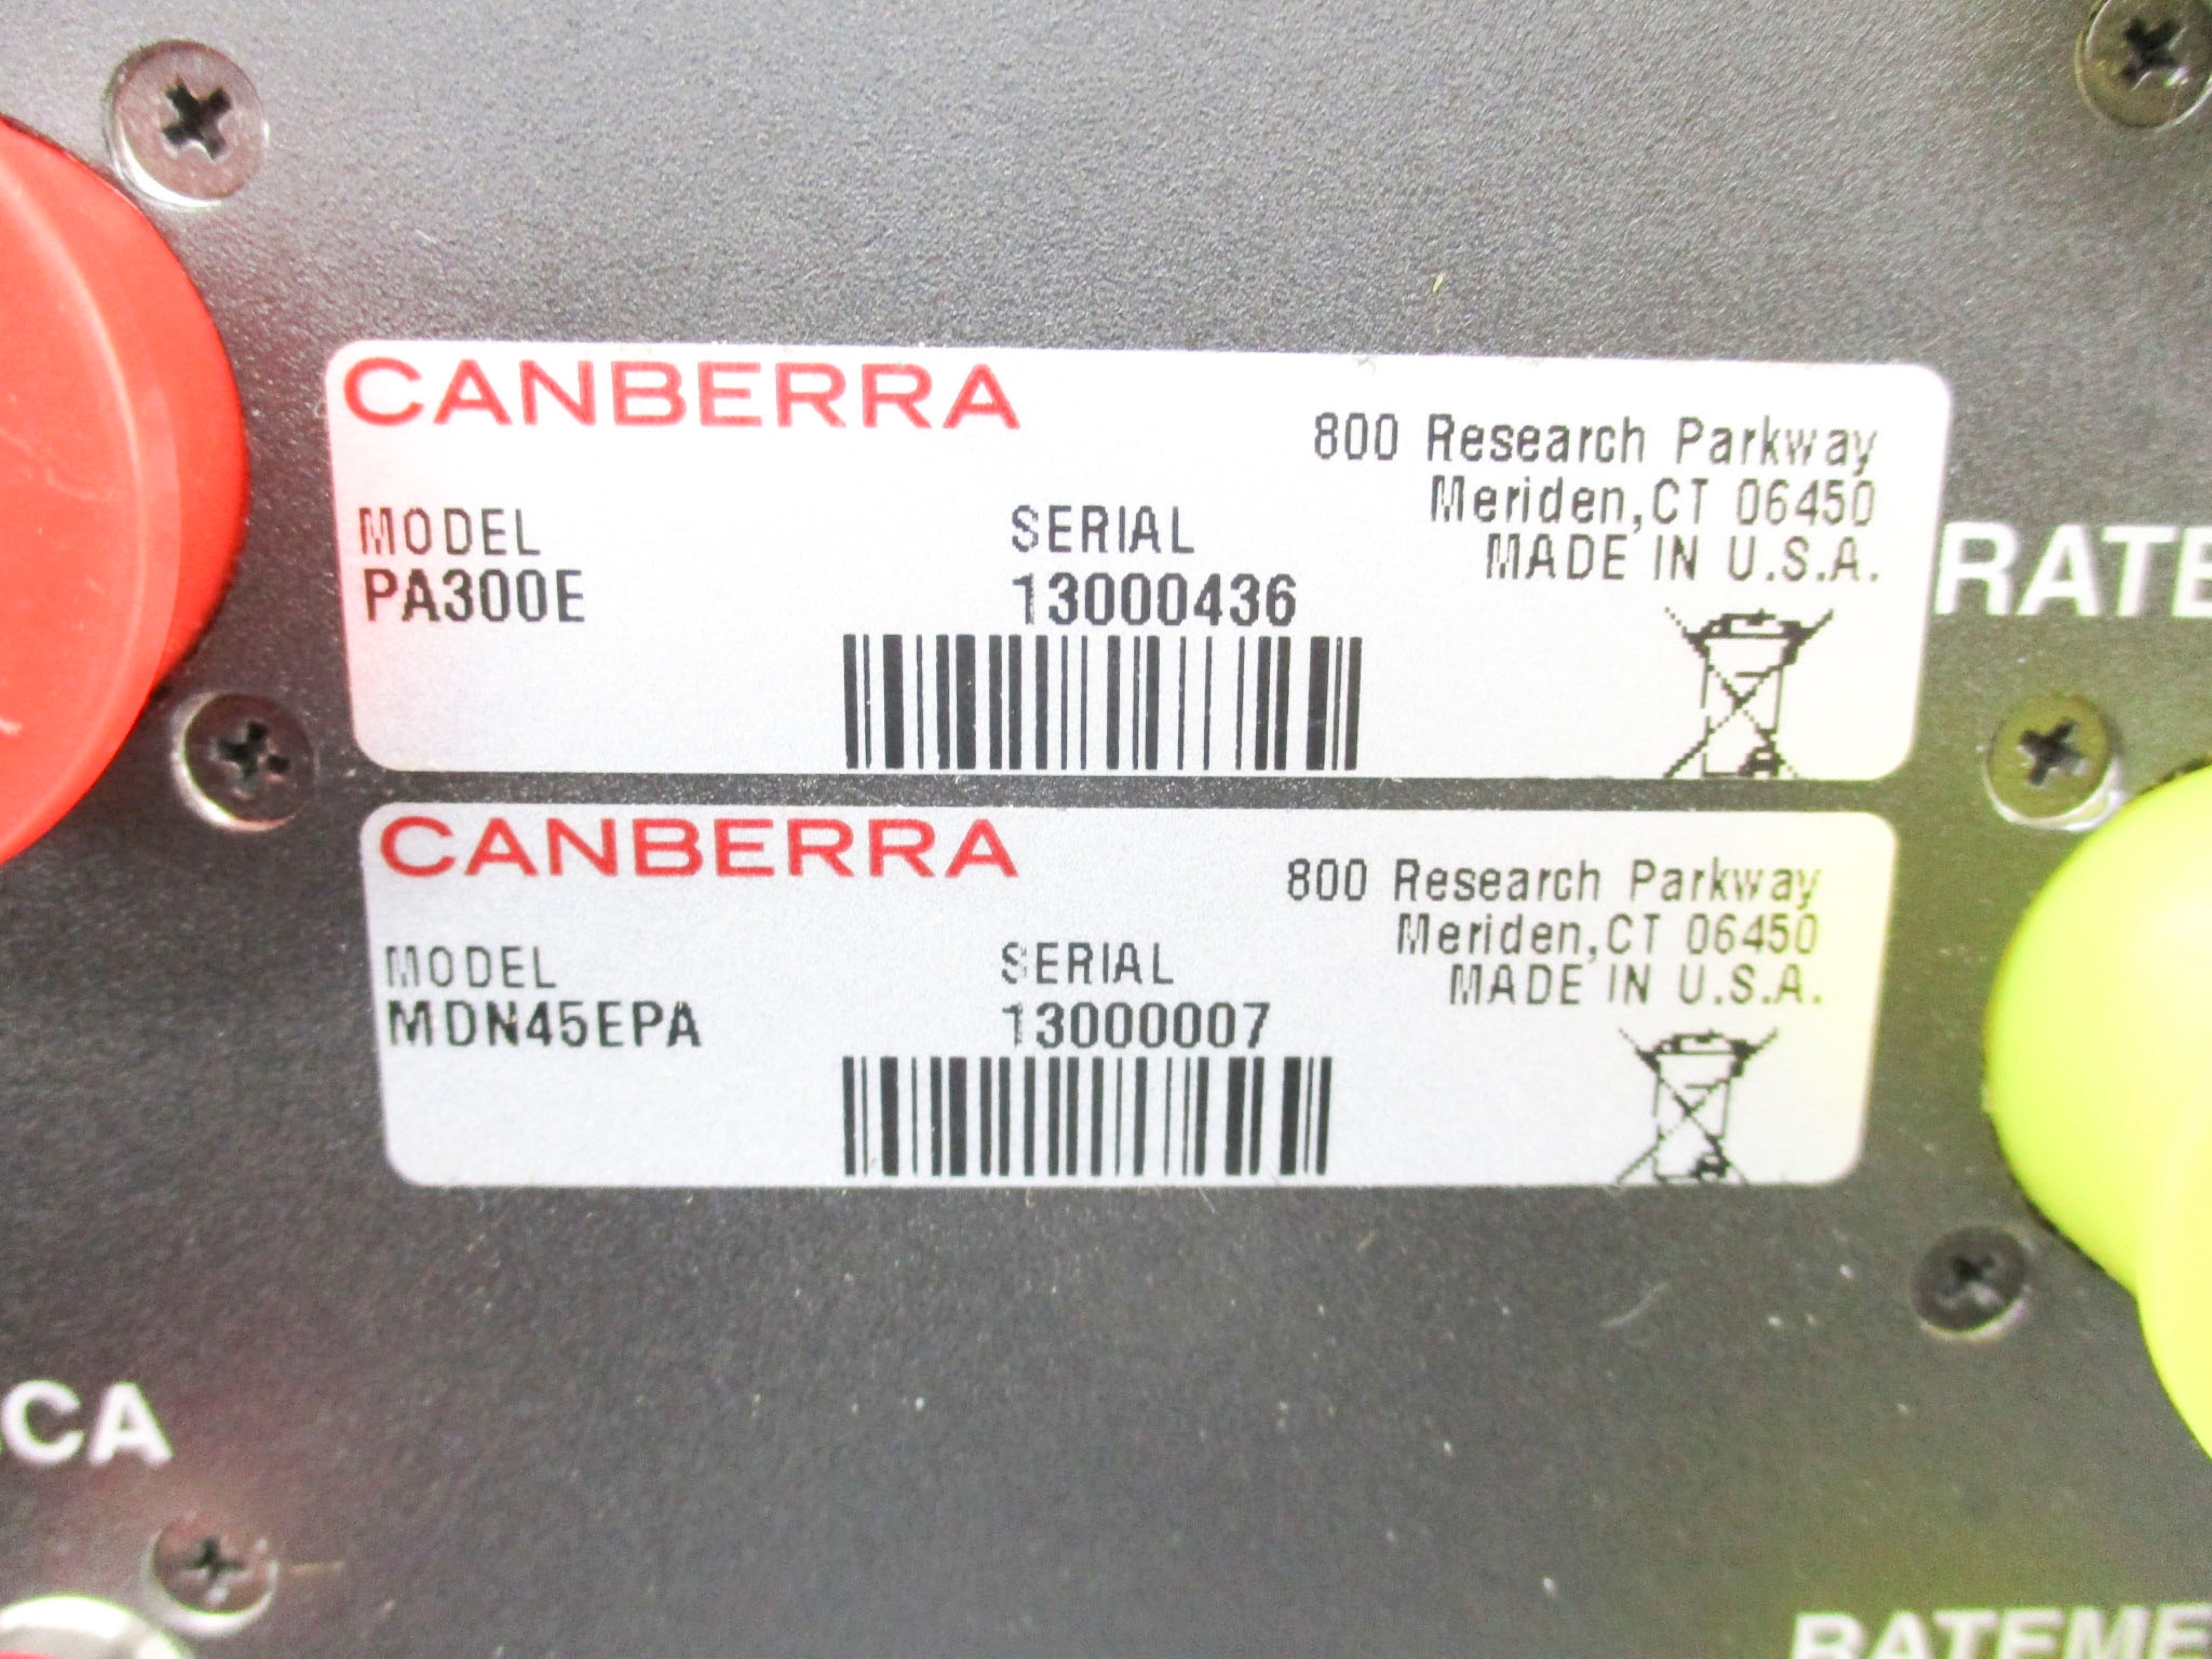 CANBERRA
800 Research Parkway
Meriden,CT 06450
MADE IN U.S.A.
MODEL
PA300E
SERIAL
13000436
RATE
CANBERRA
800 Research Parkway
Meriden,CT 06450
MADE IN U.S.A.
MODEL
MDN45EPA
SERIAL
13000007
CA
RATEME